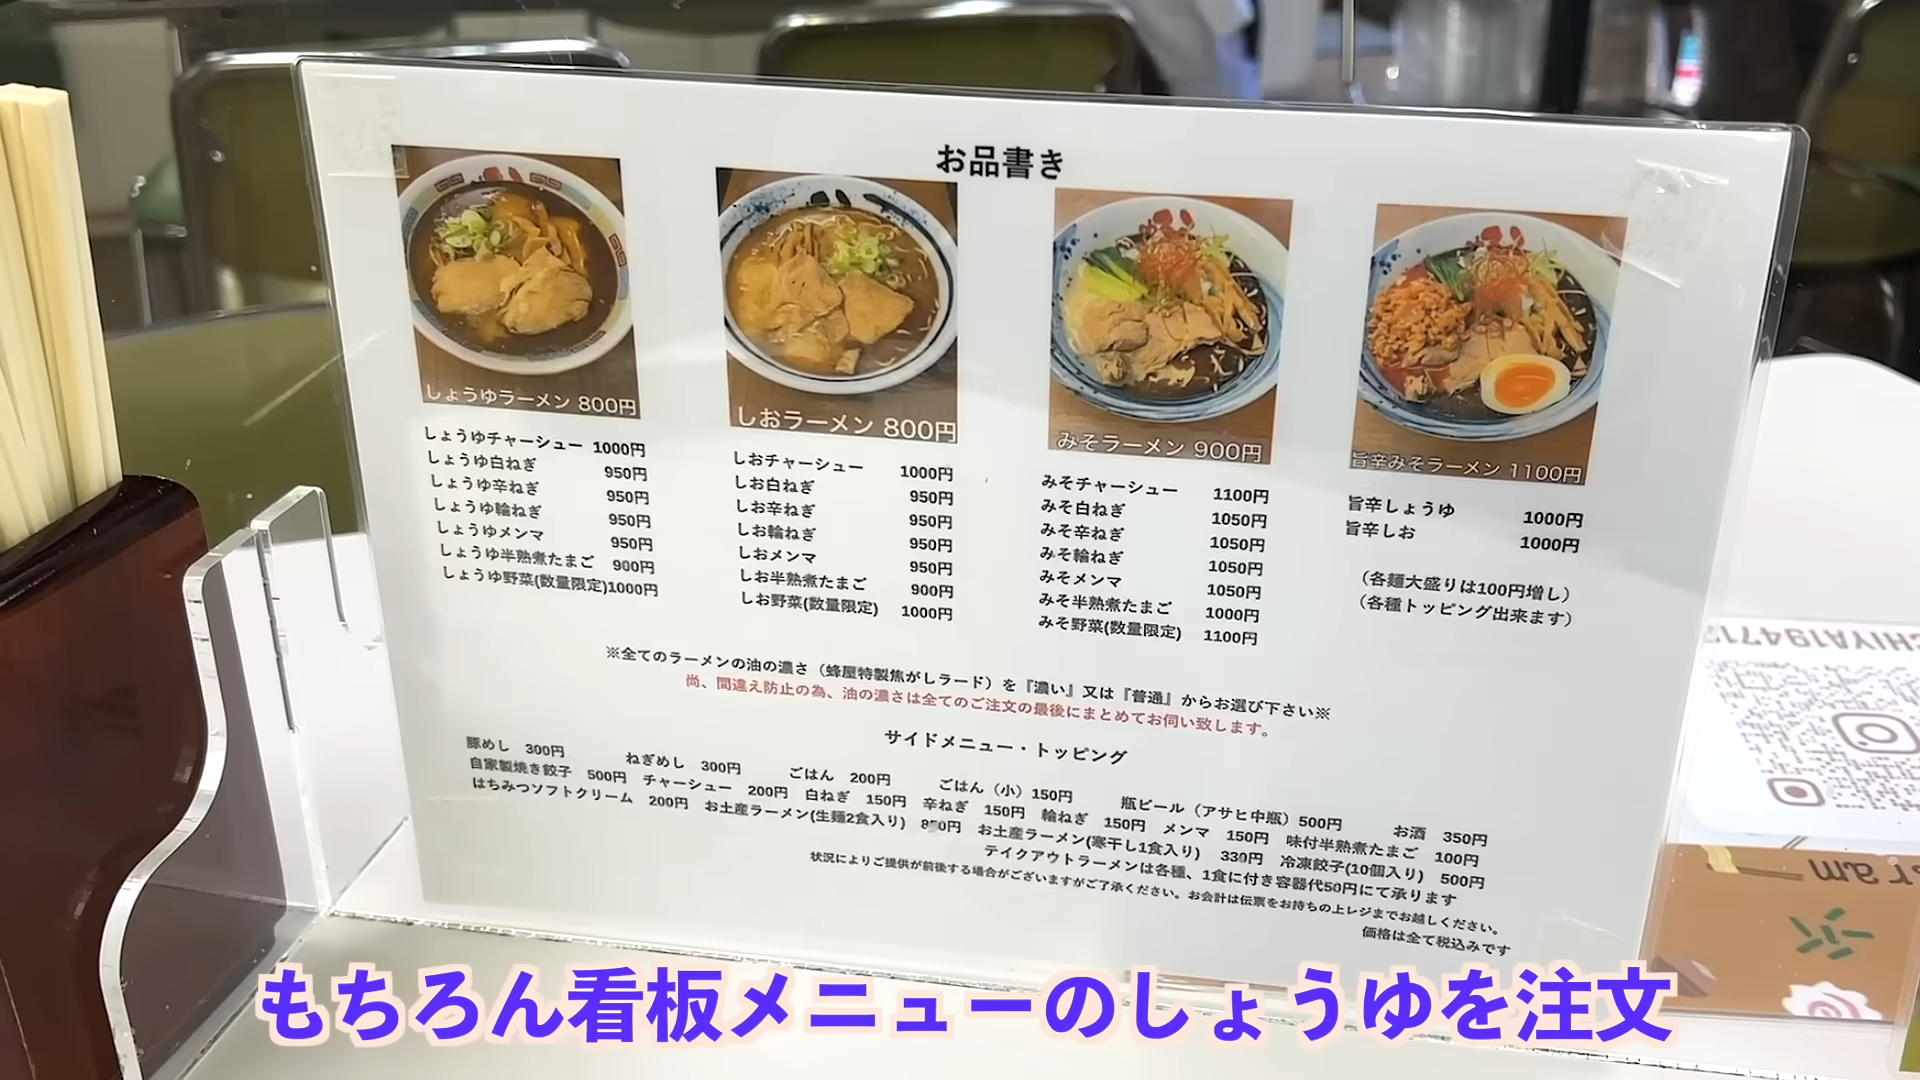 お品書き
しょうゆラーメン 800円
しょうゆチャーシュー 1000円
しょうゆ白ねぎ 950円
しょうゆ辛ねぎ 950円
しょうゆ輪ねぎ 950円
しょうゆメンマ 950円
しょうゆ半熟煮たまご 900円
しょうゆ野菜(数量限定)1000円
しおラーメン 800円
しおチャーシュー 1000円
しお白ねぎ 950円
しお辛ねぎ 950円
しお輪ねぎ 950円
しおメンマ 950円
しお半熟煮たまご 900円
しお野菜(数量限定) 1000円
みそラーメン 900円
みそチャーシュー 1100円
みそ白ねぎ 1050円
みそ辛ねぎ 1050円
みそ輪ねぎ 1050円
みそメンマ 1050円
みそ半熟煮たまご 1000円
みそ野菜(数量限定) 1100円
旨辛みそラーメン 1100円
旨辛しょうゆ 1000円
旨辛しお 1000円
（各麺大盛りは100円増し）
（各種トッピング出来ます）
※全てのラーメンの油の濃さ（蜂屋特製焦がしラード）を『濃い』又は『普通』からお選び下さい※
尚、間違え防止の為、油の濃さは全てのご注文の最後にまとめてお伺い致します。
サイドメニュー・トッピング
豚めし 300円 ねぎめし 300円 ごはん 200円 ごはん（小）150円 瓶ビール（アサヒ中瓶）500円 お酒 350円
自家製焼き餃子 500円 チャーシュー 200円 白ねぎ 150円 辛ねぎ 150円 輪ねぎ 150円 メンマ 150円 味付半熟煮たまご 100円
はちみつソフトクリーム 200円 お土産ラーメン(生麺2食入り) お土産ラーメン(寒干し1食入り) 330円 冷凍餃子(10個入り) 500円
テイクアウトラーメンは各種、1食に付き容器代50円にて承ります
状況によりご提供が前後する場合がございますがご了承ください。お会計は伝票をお持ちの上レジまでお越しください。
価格は全て税込みです
もちろん看板メニューのしょうゆを注文